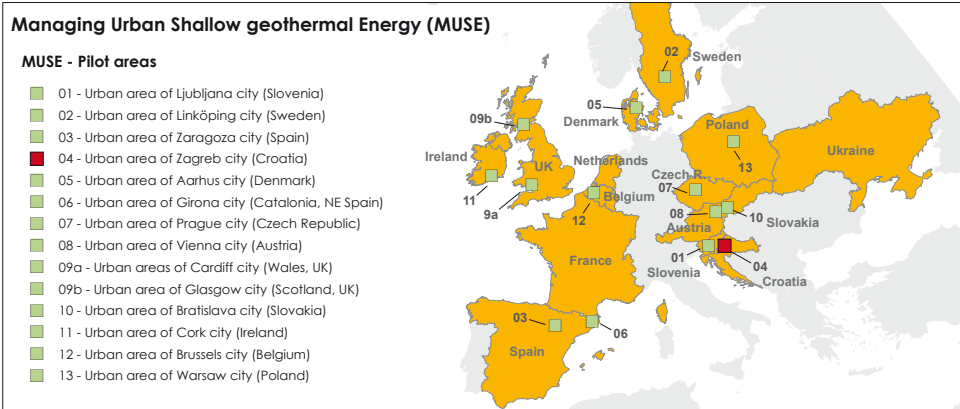 Managing Urban Shallow geothermal Energy (MUSE)
MUSE - Pilot areas
01 - Urban area of Ljubljana city (Slovenia)
02 - Urban area of Linköping city (Sweden)
03 - Urban area of Zaragoza city (Spain)
04 - Urban area of Zagreb city (Croatia)
05 - Urban area of Aarhus city (Denmark)
06 - Urban area of Girona city (Catalonia, NE Spain)
07 - Urban area of Prague city (Czech Republic)
08 - Urban area of Vienna city (Austria)
09a - Urban areas of Cardiff city (Wales, UK)
09b - Urban area of Glasgow city (Scotland, UK)
10 - Urban area of Bratislava city (Slovakia)
11 - Urban area of Cork city (Ireland)
12 - Urban area of Brussels city (Belgium)
13 - Urban area of Warsaw city (Poland)
02
Sweden
05
Denmark
09b
Poland
Ireland
UK
Netherlands
13
Ukraine
Czech R.
07
11
9a
12
Belgium
08
10
Slovakia
Austria
France
01
04
Slovenia
Croatia
03
06
Spain